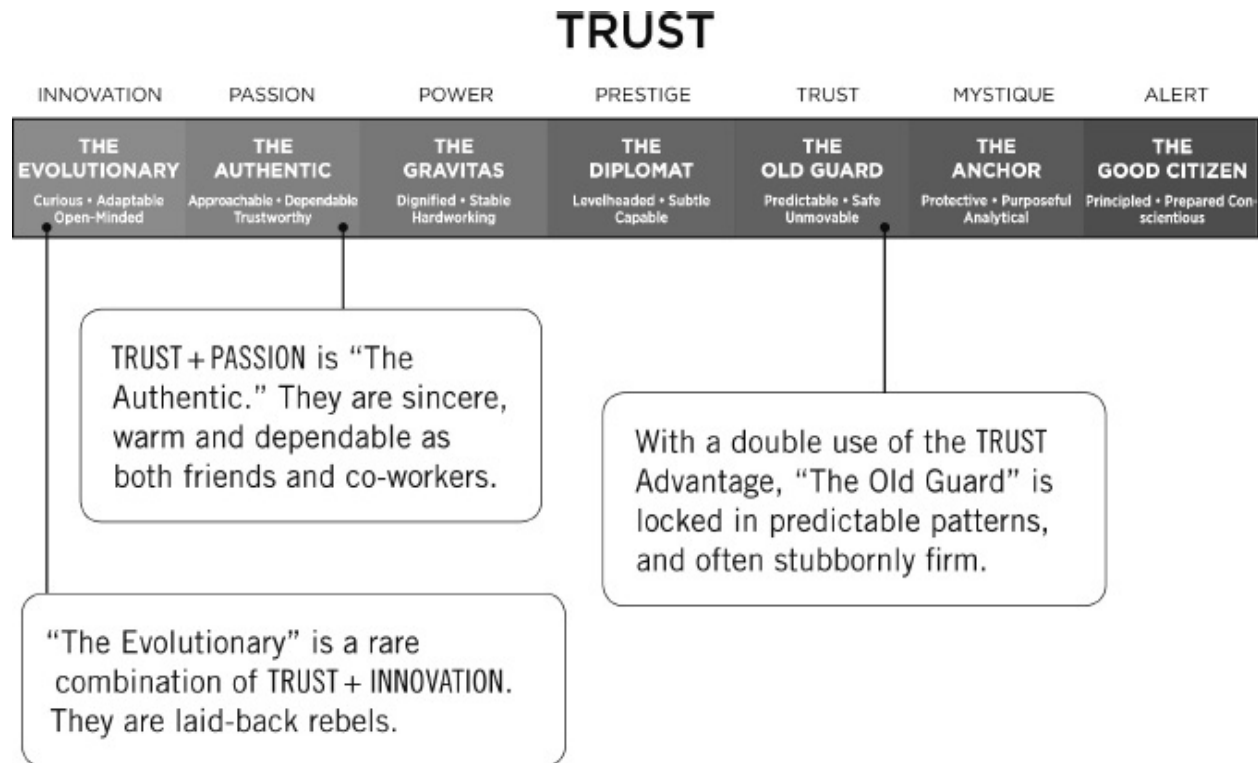 TRUST
INNOVATION PASSION POWER PRESTIGE TRUST MYSTIQUE ALERT
THE EVOLUTIONARY
Curious • Adaptable
Open-Minded
THE AUTHENTIC
Approachable • Dependable
Trustworthy
THE GRAVITAS
Dignified • Stable
Hardworking
THE DIPLOMAT
Levelheaded • Subtle
Capable
THE OLD GUARD
Predictable • Safe
Unmovable
THE ANCHOR
Protective • Purposeful
Analytical
THE GOOD CITIZEN
Principled • Prepared Con-
scientious
TRUST + PASSION is “The
Authentic.” They are sincere,
warm and dependable as
both friends and co-workers.
With a double use of the TRUST
Advantage, “The Old Guard” is
locked in predictable patterns,
and often stubbornly firm.
“The Evolutionary” is a rare
combination of TRUST + INNOVATION.
They are laid-back rebels.